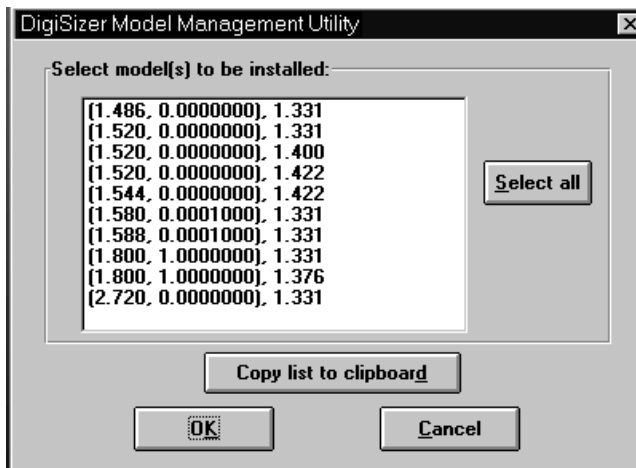 DigiSizer Model Management Utility
Select model(s) to be installed:
(1.486, 0.0000000), 1.331
(1.520, 0.0000000), 1.331
(1.520, 0.0000000), 1.400
(1.520, 0.0000000), 1.422
(1.544, 0.0000000), 1.422
(1.580, 0.0001000), 1.331
(1.588, 0.0001000), 1.331
(1.800, 1.0000000), 1.331
(1.800, 1.0000000), 1.376
(2.720, 0.0000000), 1.331
Select all
Copy list to clipboard
OK
Cancel